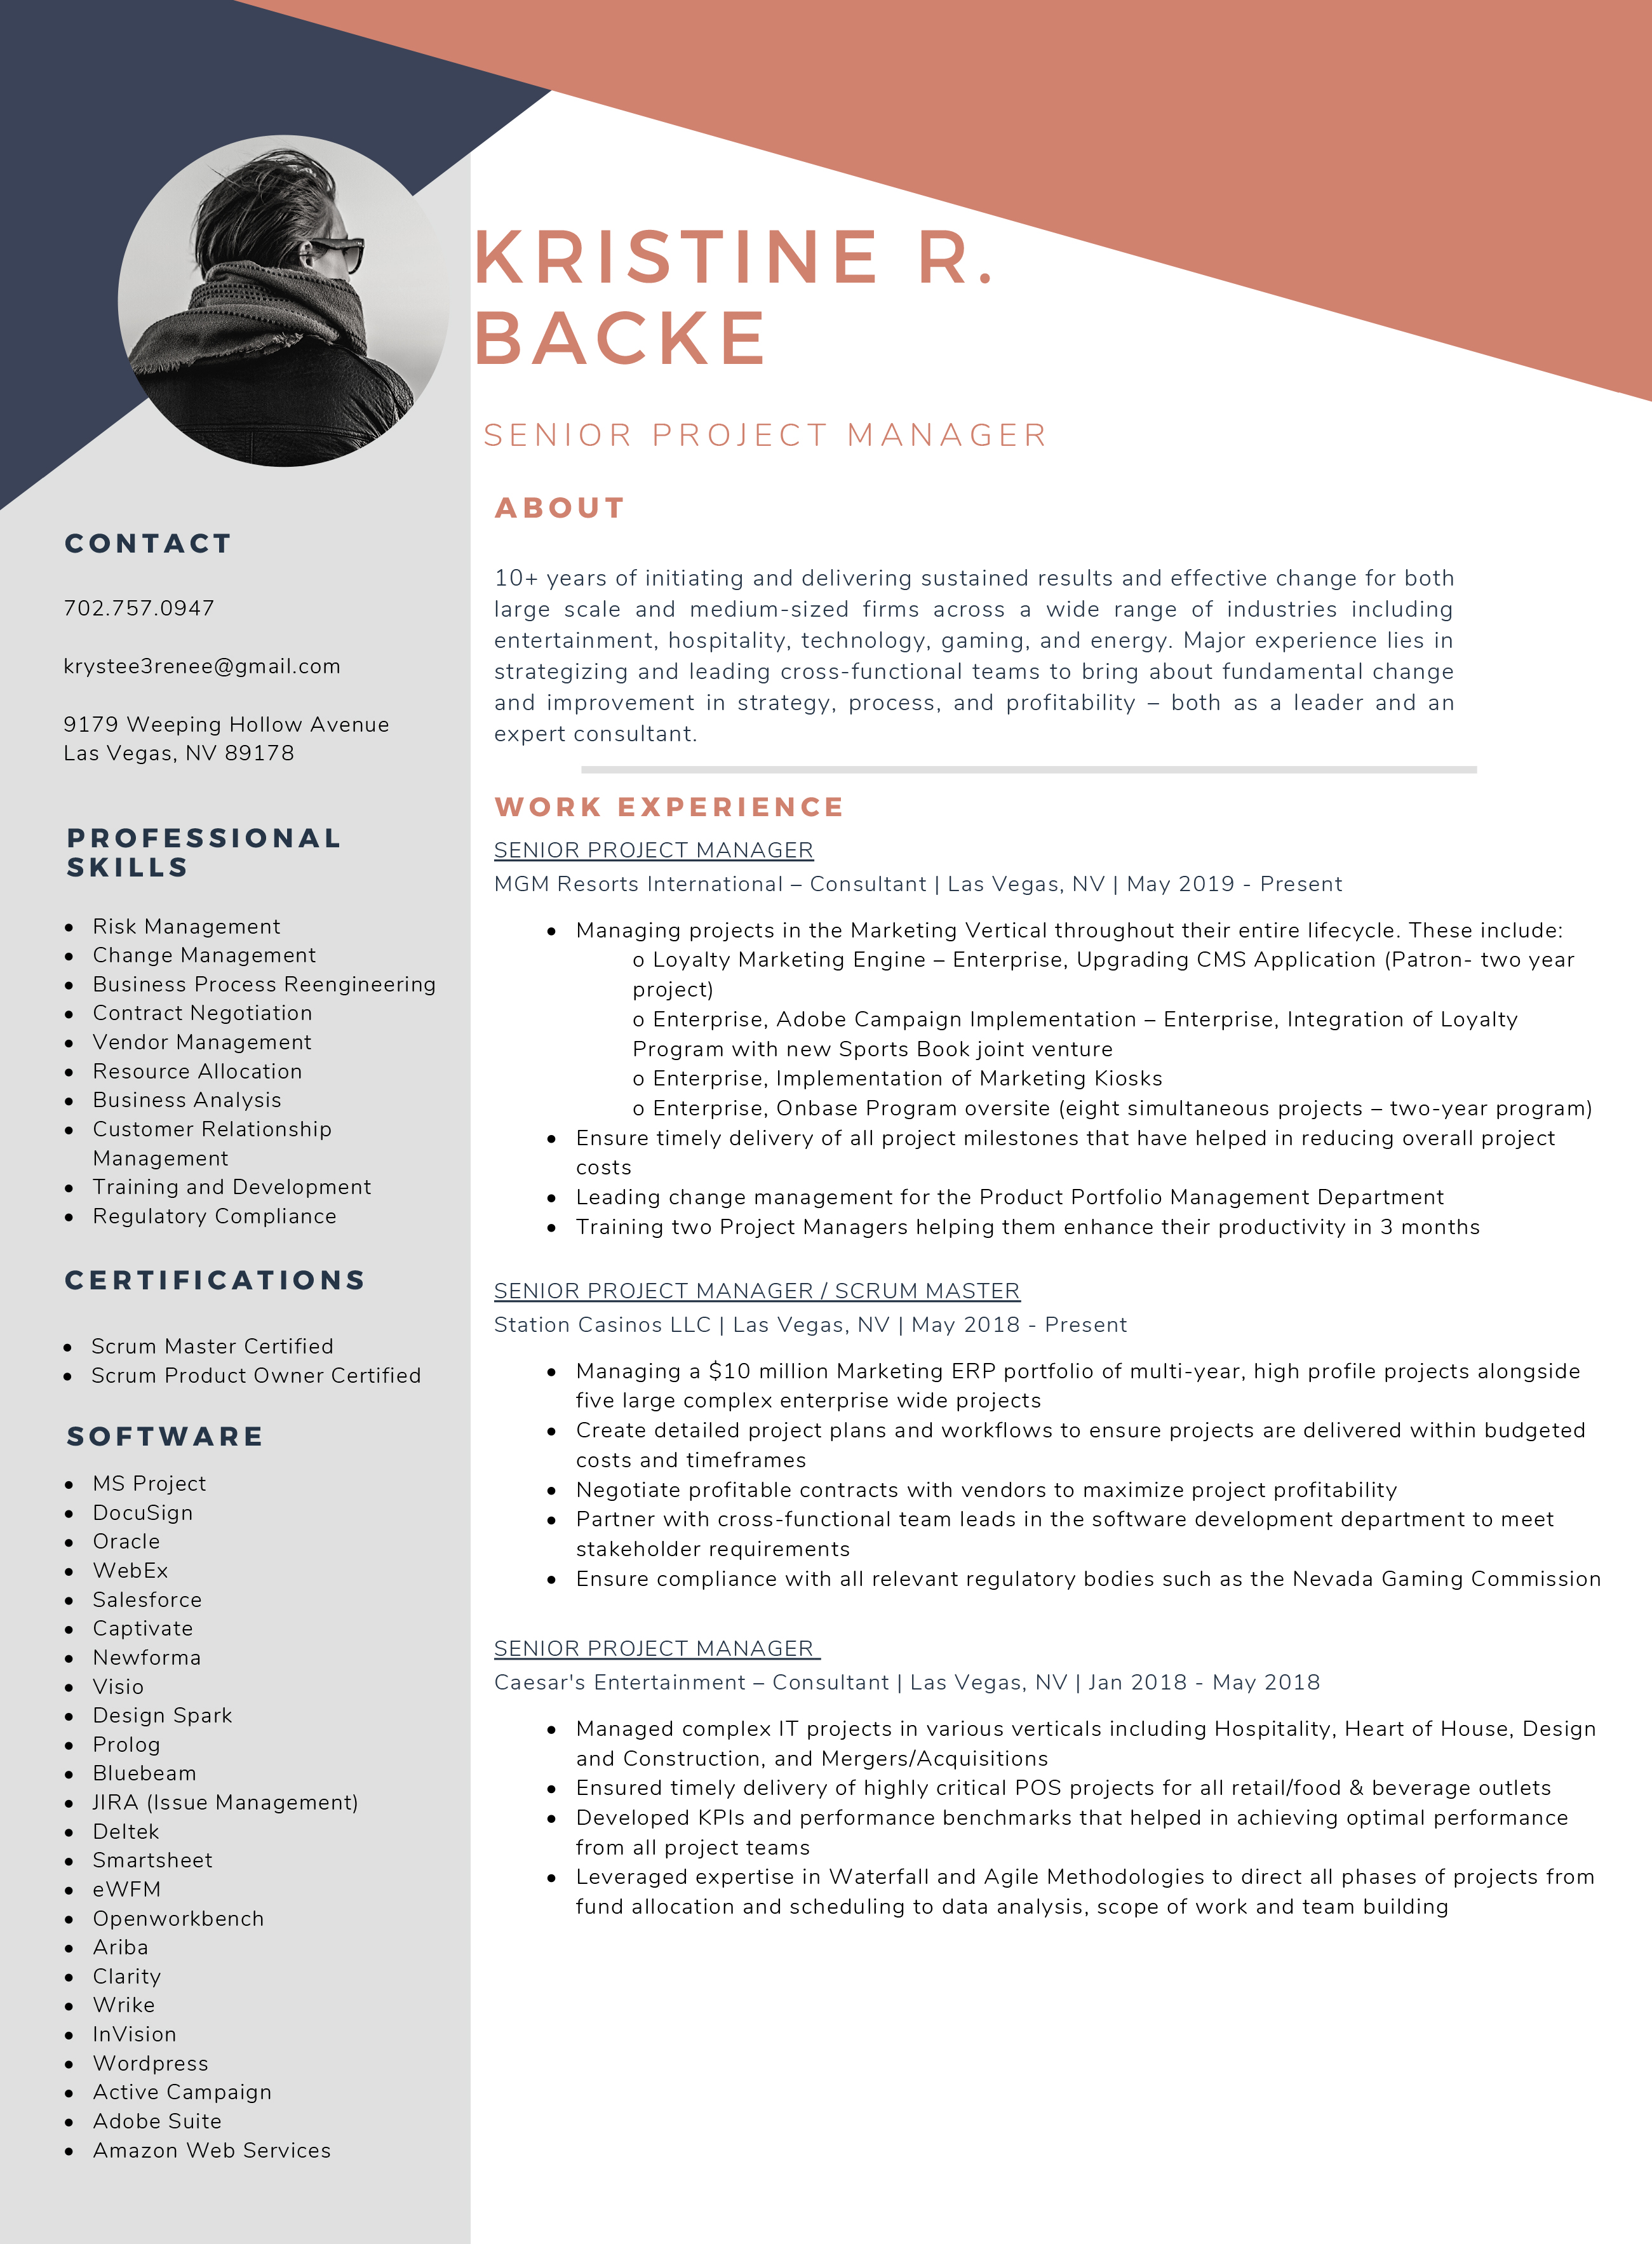 KRISTINE R.
BACKE
SENIOR PROJECT MANAGER
CONTACT
702.757.0947
krystee3renee@gmail.com
9179 Weeping Hollow Avenue
Las Vegas, NV 89178
PROFESSIONAL
SKILLS
• Risk Management
• Change Management
• Business Process Reengineering
• Contract Negotiation
• Vendor Management
• Resource Allocation
• Business Analysis
• Customer Relationship
Management
• Training and Development
• Regulatory Compliance
CERTIFICATIONS
• Scrum Master Certified
• Scrum Product Owner Certified
SOFTWARE
• MS Project
• DocuSign
• Oracle
• WebEx
• Salesforce
• Captivate
• Newforma
• Visio
• Design Spark
• Prolog
• Bluebeam
• JIRA (Issue Management)
• Deltek
• Smartsheet
• eWFM
• Openworkbench
• Ariba
• Clarity
• Wrike
• InVision
• Wordpress
• Active Campaign
• Adobe Suite
• Amazon Web Services
ABOUT
10+ years of initiating and delivering sustained results and effective change for both
large scale and medium-sized firms across a wide range of industries including
entertainment, hospitality, technology, gaming, and energy. Major experience lies in
strategizing and leading cross-functional teams to bring about fundamental change
and improvement in strategy, process, and profitability – both as a leader and an
expert consultant.
WORK EXPERIENCE
SENIOR PROJECT MANAGER
MGM Resorts International – Consultant | Las Vegas, NV | May 2019 - Present
• Managing projects in the Marketing Vertical throughout their entire lifecycle. These include:
o Loyalty Marketing Engine – Enterprise, Upgrading CMS Application (Patron- two year
project)
o Enterprise, Adobe Campaign Implementation – Enterprise, Integration of Loyalty
Program with new Sports Book joint venture
o Enterprise, Implementation of Marketing Kiosks
o Enterprise, Onbase Program oversite (eight simultaneous projects – two-year program)
• Ensure timely delivery of all project milestones that have helped in reducing overall project
costs
• Leading change management for the Product Portfolio Management Department
• Training two Project Managers helping them enhance their productivity in 3 months
SENIOR PROJECT MANAGER / SCRUM MASTER
Station Casinos LLC | Las Vegas, NV | May 2018 - Present
• Managing a $10 million Marketing ERP portfolio of multi-year, high profile projects alongside
five large complex enterprise wide projects
• Create detailed project plans and workflows to ensure projects are delivered within budgeted
costs and timeframes
• Negotiate profitable contracts with vendors to maximize project profitability
• Partner with cross-functional team leads in the software development department to meet
stakeholder requirements
• Ensure compliance with all relevant regulatory bodies such as the Nevada Gaming Commission
SENIOR PROJECT MANAGER
Caesar's Entertainment – Consultant | Las Vegas, NV | Jan 2018 - May 2018
• Managed complex IT projects in various verticals including Hospitality, Heart of House, Design
and Construction, and Mergers/Acquisitions
• Ensured timely delivery of highly critical POS projects for all retail/food & beverage outlets
• Developed KPIs and performance benchmarks that helped in achieving optimal performance
from all project teams
• Leveraged expertise in Waterfall and Agile Methodologies to direct all phases of projects from
fund allocation and scheduling to data analysis, scope of work and team building